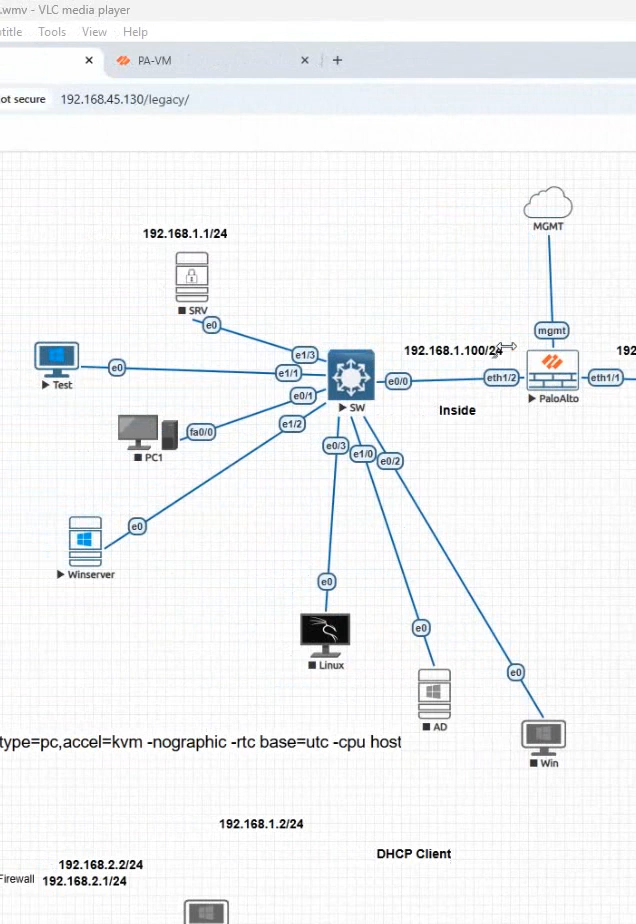 .wmv - VLC media player
title Tools View Help
PA-VM
ot secure 192.168.45.130/legacy/
MGMT
192.168.1.1/24
SRV
e0
mgmt
192.168.1.100/24
192
e1/3
Test
e0
e1/1
e0/0
eth1/2
eth1/1
SW
PaloAlto
Inside
e0/1
e1/2
fa0/0
PC1
e0/3
e1/0
e0/2
e0
Winserver
e0
Linux
e0
AD
e0
Win
type=pc,accel=kvm -nographic -rtc base=utc -cpu host
192.168.1.2/24
DHCP Client
192.168.2.2/24
Firewall 192.168.2.1/24